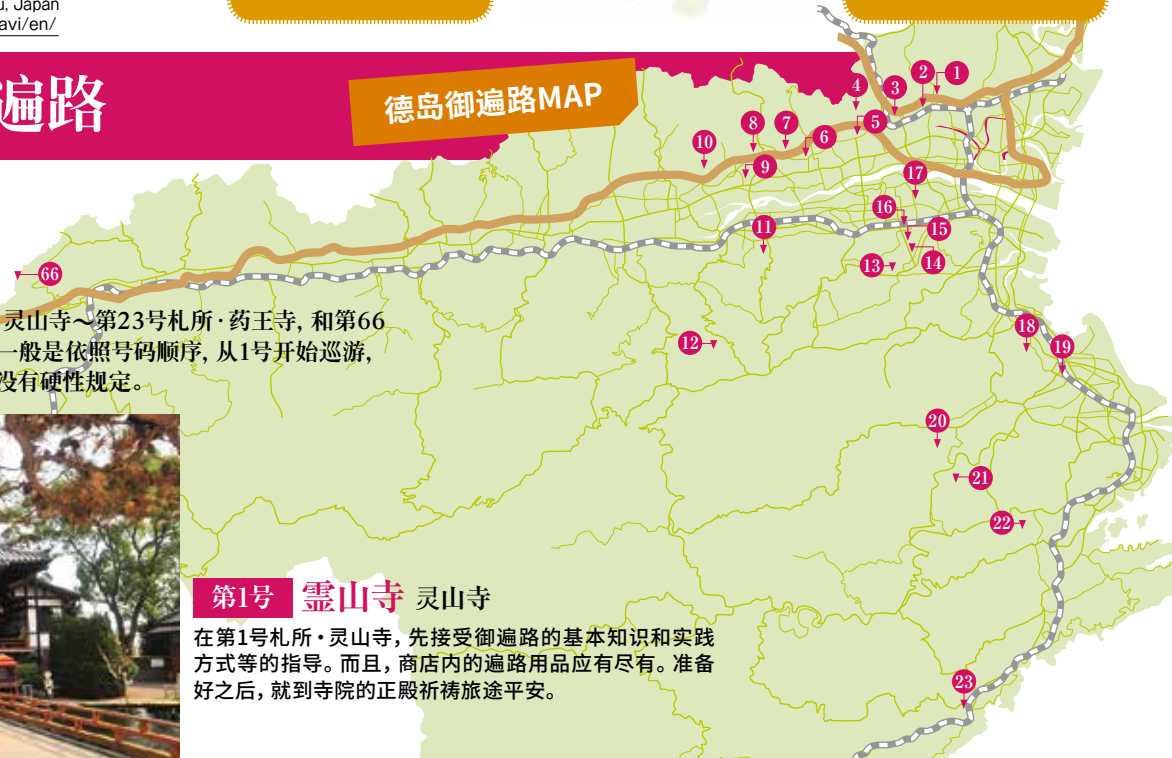 u, Japan
avi/en/
遍路
德岛御遍路MAP
1
2
3
4
5
6
7
8
9
10
11
12
13
14
15
16
17
18
19
20
21
22
23
66
灵山寺～第23号札所·药王寺, 和第66
一般是依照号码顺序, 从1号开始巡游,
没有硬性规定。
第1号 霊山寺 灵山寺
在第1号札所·灵山寺, 先接受御遍路的基本知识和实践
方式等的指导。而且, 商店内的遍路用品应有尽有。准备
好之后, 就到寺院的正殿祈祷旅途平安。